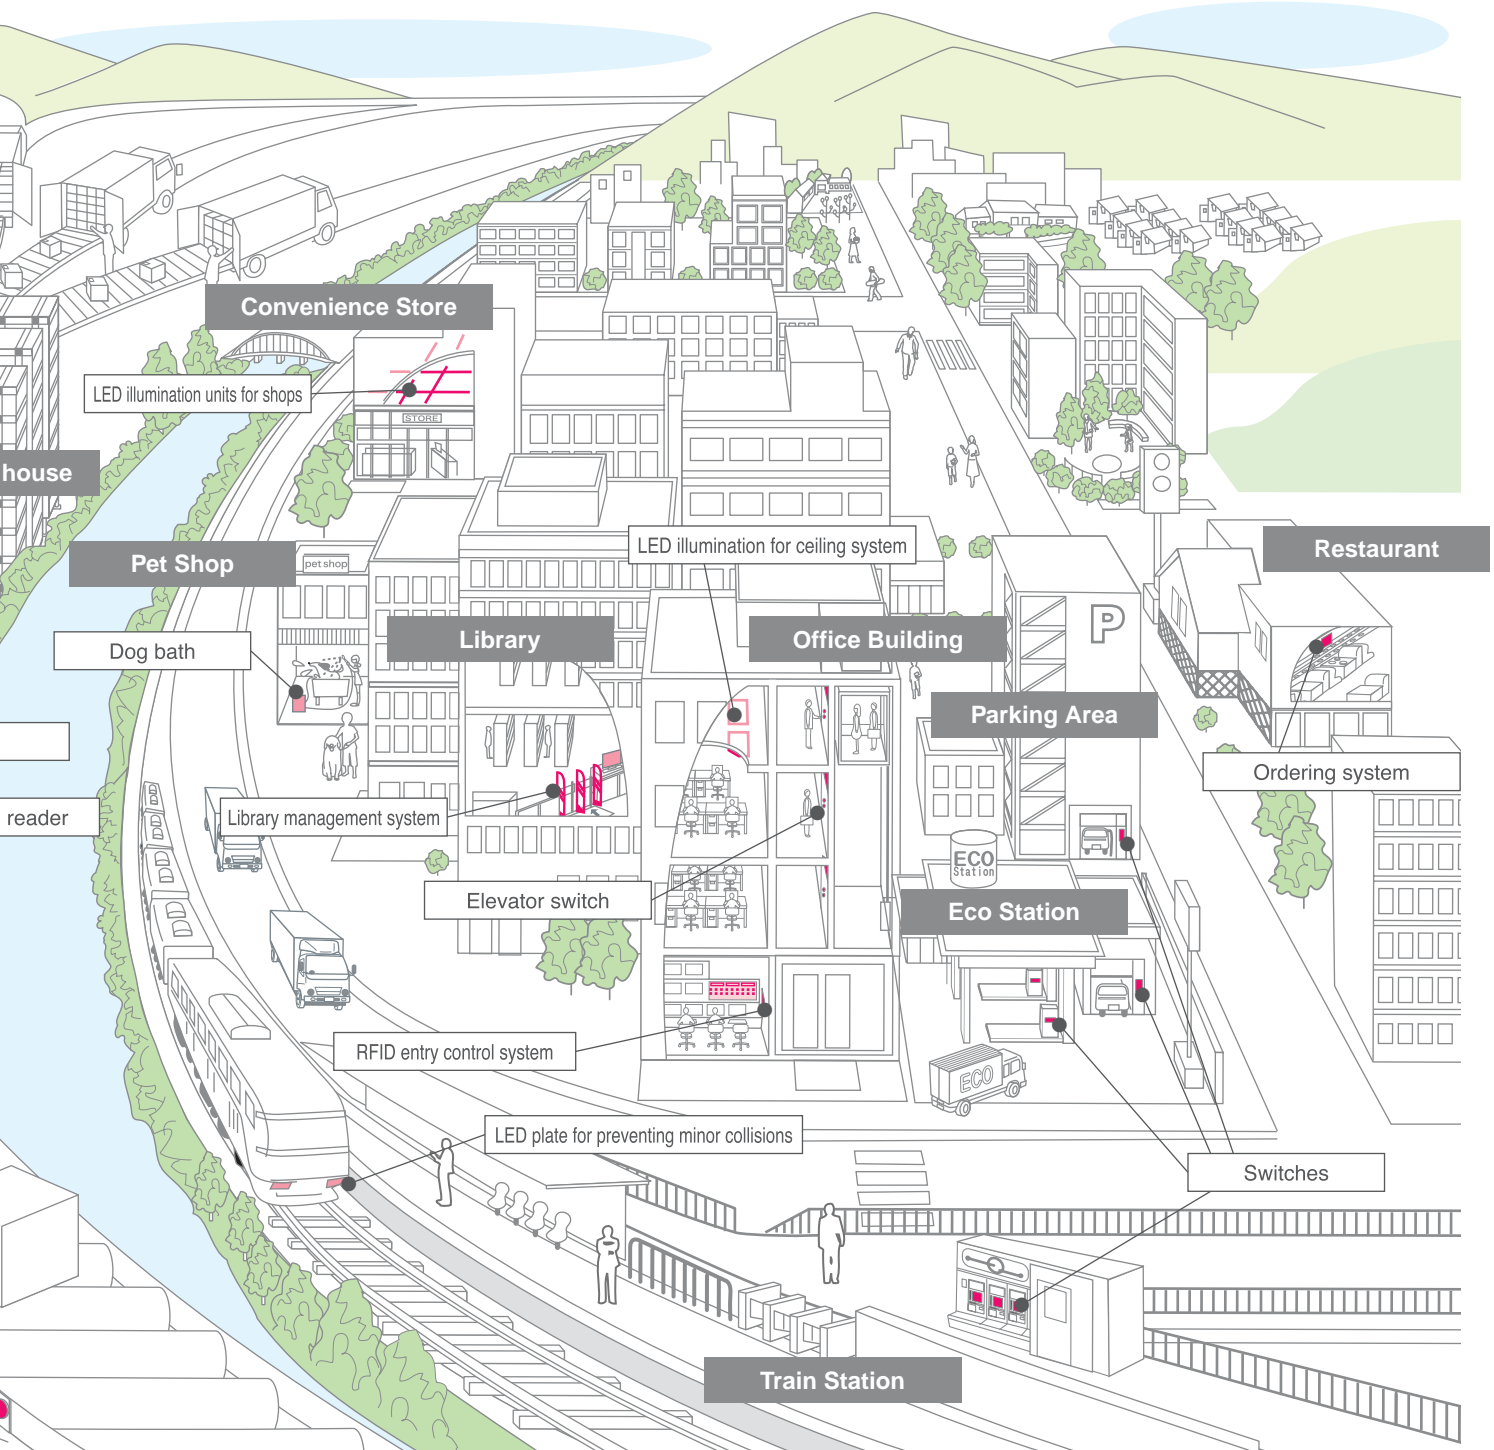 Convenience Store
LED illumination units for shops
STORE
house
LED illumination for ceiling system
Restaurant
Pet Shop
pet shop
P
Library
Office Building
Dog bath
Parking Area
Ordering system
reader
Library management system
ECO
Station
Elevator switch
Eco Station
RFID entry control system
ECO
LED plate for preventing minor collisions
Switches
Train Station